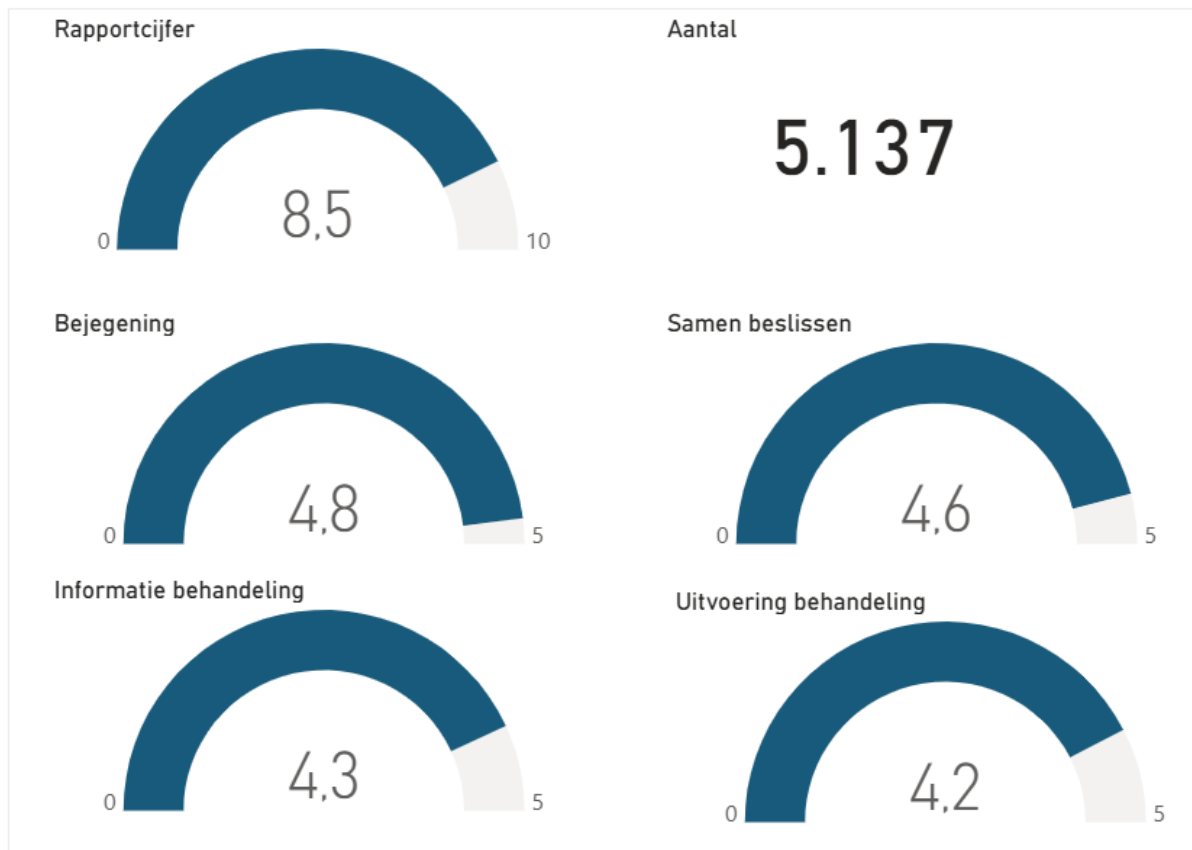 Rapportcijfer
8,5
0
10
Aantal
5.137
Bejegening
4,8
0
5
Samen beslissen
4,6
0
5
Informatie behandeling
4,3
0
5
Uitvoering behandeling
4,2
0
5